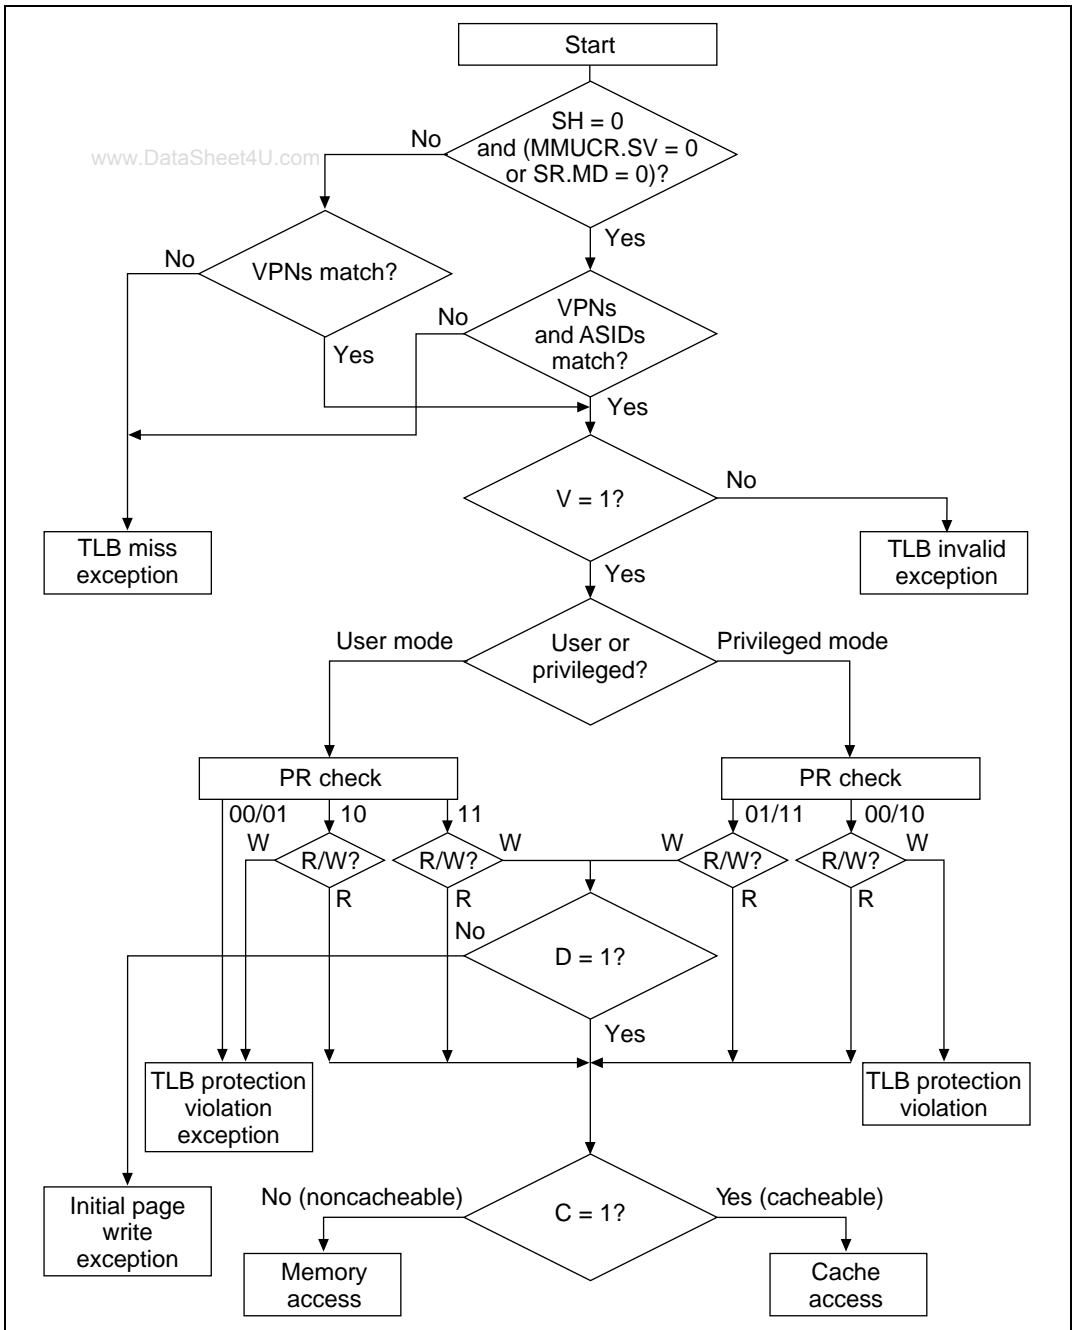 Start
SH = 0
and (MMUCR.SV = 0
or SR.MD = 0)?
No
www.DataSheet4U.com
Yes
No
VPNs match?
VPNs
and ASIDs
match?
No
Yes
Yes
V = 1?
No
TLB miss
exception
TLB invalid
exception
Yes
User mode
User or
privileged?
Privileged mode
PR check
PR check
00/01
10
11
01/11
00/10
W
R/W?
R/W?
W
W
R/W?
R/W?
W
R
R
R
R
No
D = 1?
Yes
TLB protection
violation
exception
TLB protection
violation
No (noncacheable)
C = 1?
Yes (cacheable)
Initial page
write
exception
Memory
access
Cache
access